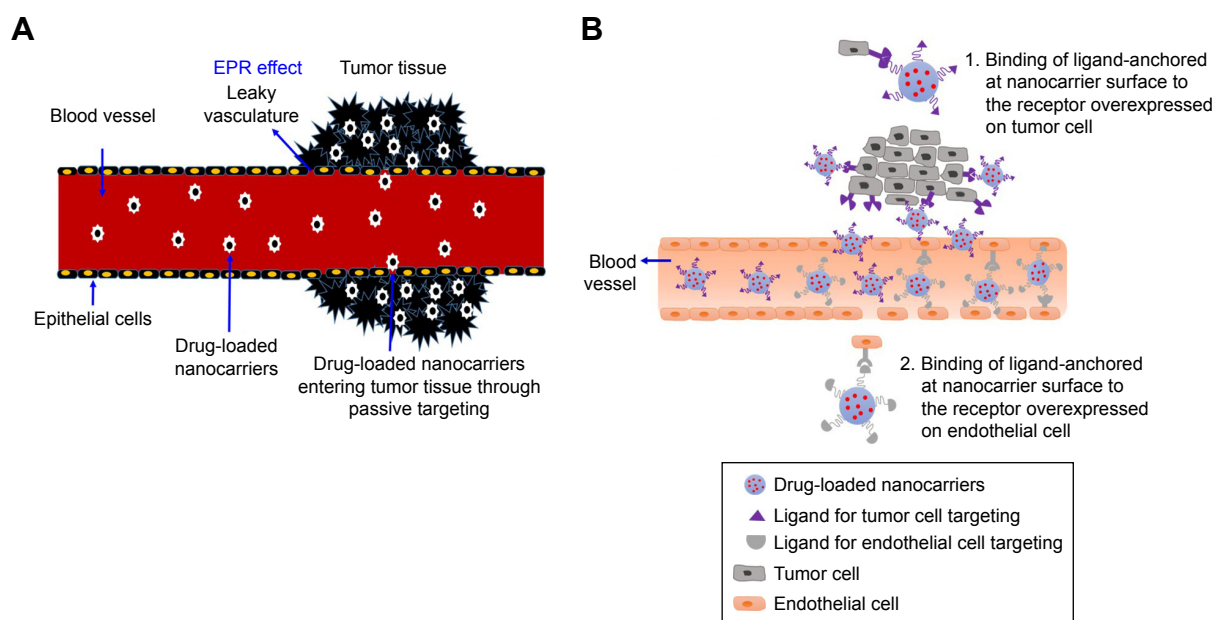 A
EPR effect
Leaky
vasculature
Tumor tissue
Blood vessel
Epithelial cells
Drug-loaded
nanocarriers
Drug-loaded nanocarriers
entering tumor tissue through
passive targeting
B
1. Binding of ligand-anchored
at nanocarrier surface to
the receptor overexpressed
on tumor cell
Blood
vessel
2. Binding of ligand-anchored
at nanocarrier surface to
the receptor overexpressed
on endothelial cell
Drug-loaded nanocarriers
Ligand for tumor cell targeting
Ligand for endothelial cell targeting
Tumor cell
Endothelial cell